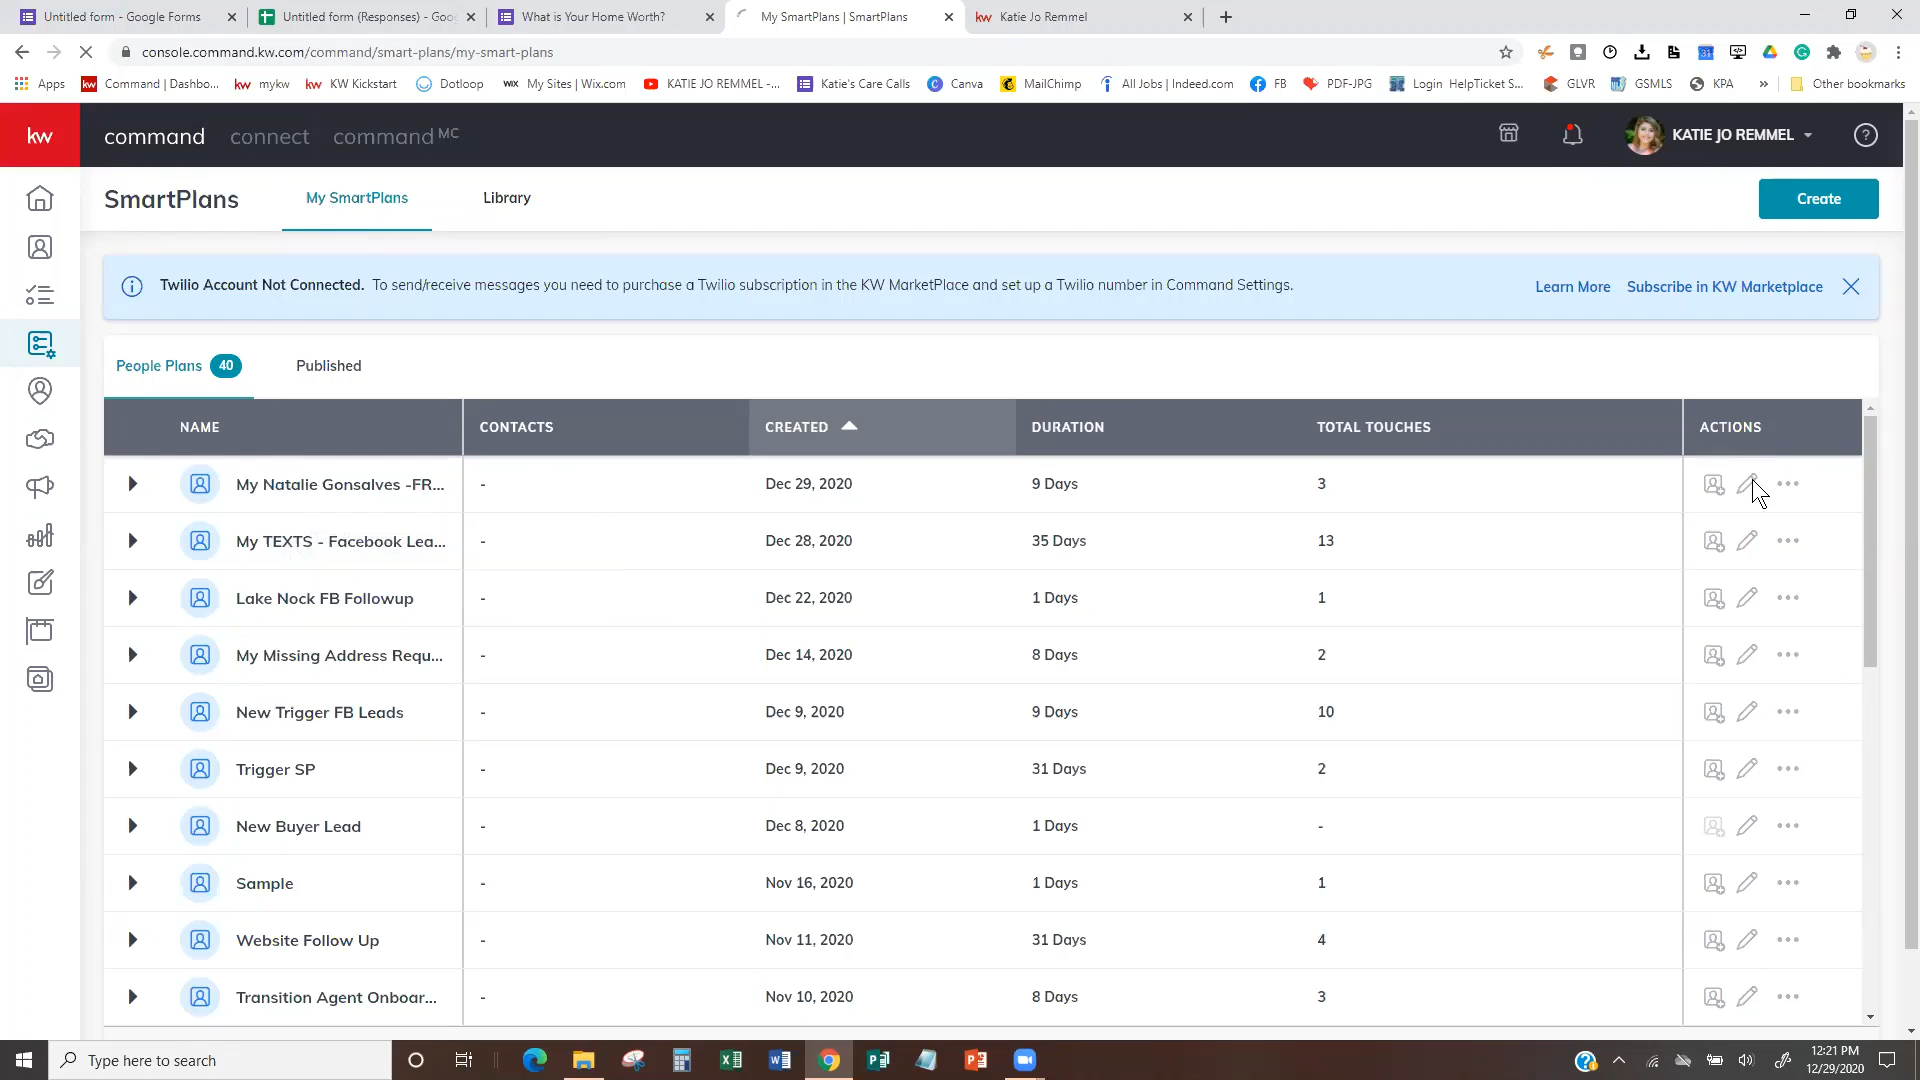 Untitled form - Google Forms
Untitled form (Responses) - Goo
What is Your Home Worth?
My SmartPlans | SmartPlans
kw Katie Jo Remmel
console.command.kw.com/command/smart-plans/my-smart-plans
Apps
kw Command | Dashbo...
kw mykw
kw KW Kickstart
Dotloop
WIX My Sites | Wix.com
KATIE JO REMMEL -...
Katie's Care Calls
Canva
MailChimp
All Jobs | Indeed.com
FB
PDF-JPG
Login HelpTicket S...
GLVR
GSMLS
KPA
»
Other bookmarks
kw
command connect command MC
KATIE JO REMMEL
?
SmartPlans
My SmartPlans
Library
Create
Twilio Account Not Connected. To send/receive messages you need to purchase a Twilio subscription in the KW MarketPlace and set up a Twilio number in Command Settings.
Learn More
Subscribe in KW Marketplace
People Plans 40
Published
NAME CONTACTS CREATED DURATION TOTAL TOUCHES ACTIONS
My Natalie Gonsalves -FR... - Dec 29, 2020 9 Days 3
My TEXTS - Facebook Lea... - Dec 28, 2020 35 Days 13
Lake Nock FB Followup - Dec 22, 2020 1 Days 1
My Missing Address Requ... - Dec 14, 2020 8 Days 2
New Trigger FB Leads - Dec 9, 2020 9 Days 10
Trigger SP - Dec 9, 2020 31 Days 2
New Buyer Lead - Dec 8, 2020 1 Days -
Sample - Nov 16, 2020 1 Days 1
Website Follow Up - Nov 11, 2020 31 Days 4
Transition Agent Onboar... - Nov 10, 2020 8 Days 3
Type here to search
12:21 PM
12/29/2020